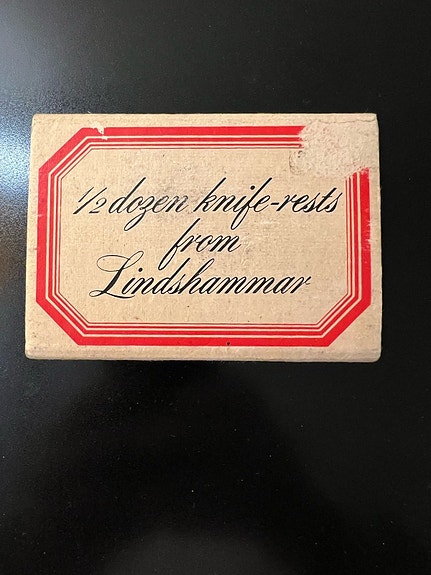 1/2 dozen knife-rests
from
Lindshammar